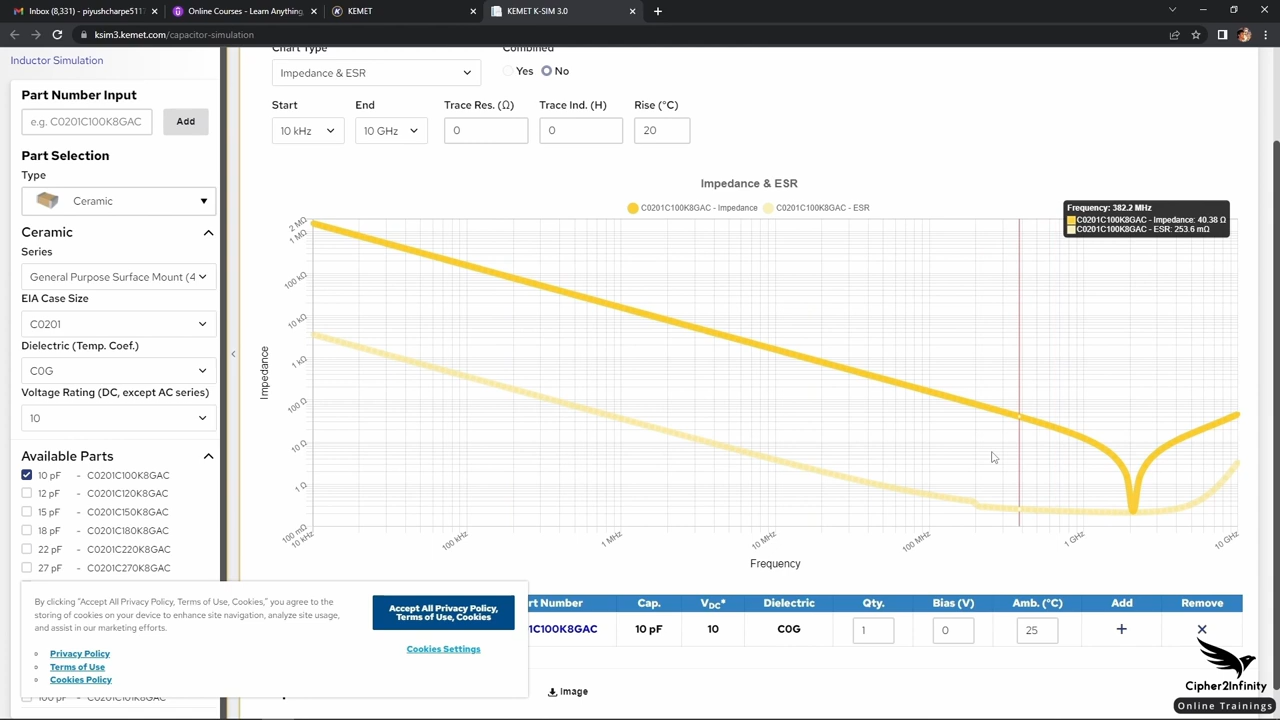 Inbox (8,331) - piyushcharpe5117
Online Courses - Learn Anything,
KEMET
KEMET K-SIM 3.0
ksim3.kemet.com/capacitor-simulation
Inductor Simulation
Part Number Input
e.g. C0201C100K8GAC
Add
Part Selection
Type
Ceramic
Ceramic
Series
General Purpose Surface Mount (4
EIA Case Size
C0201
Dielectric (Temp. Coef.)
C0G
Voltage Rating (DC, except AC series)
10
Available Parts
10 pF - C0201C100K8GAC
12 pF - C0201C120K8GAC
15 pF - C0201C150K8GAC
18 pF - C0201C180K8GAC
22 pF - C0201C220K8GAC
27 pF - C0201C270K8GAC
100 pF - C0201C101K8GAC
Chart Type
Combined
Impedance & ESR
Yes
No
Start
End
Trace Res. (Ω)
Trace Ind. (H)
Rise (°C)
10 kHz
10 GHz
0
0
20
Impedance & ESR
C0201C100K8GAC - Impedance
C0201C100K8GAC - ESR
Frequency: 382.2 MHz
C0201C100K8GAC - Impedance: 40.38 Ω
C0201C100K8GAC - ESR: 253.6 mΩ
Impedance
2 MΩ
1 MΩ
100 kΩ
10 kΩ
1 kΩ
100 Ω
10 Ω
1 Ω
100 mΩ
10 kHz
100 kHz
1 MHz
10 MHz
100 MHz
1 GHz
10 GHz
Frequency
rt Number
Cap.
VDC*
Dielectric
Qty.
Bias (V)
Amb. (°C)
Add
Remove
1C100K8GAC
10 pF
10
C0G
1
0
25
+
Image
By clicking "Accept All Privacy Policy, Terms of Use, Cookies," you agree to the
storing of cookies on your device to enhance site navigation, analyze site usage,
and assist in our marketing efforts.
Privacy Policy
Terms of Use
Cookies Policy
Accept All Privacy Policy,
Terms of Use, Cookies
Cookies Settings
Cipher2Infinity
Online Trainings